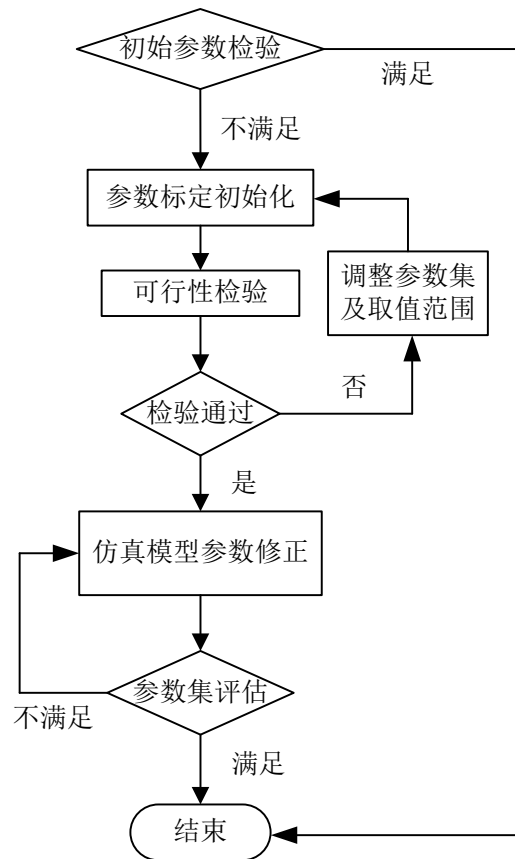 初始参数检验
满足
不满足
参数标定初始化
调整参数集
及取值范围
可行性检验
否
检验通过
是
仿真模型参数修正
参数集评估
不满足
满足
结束